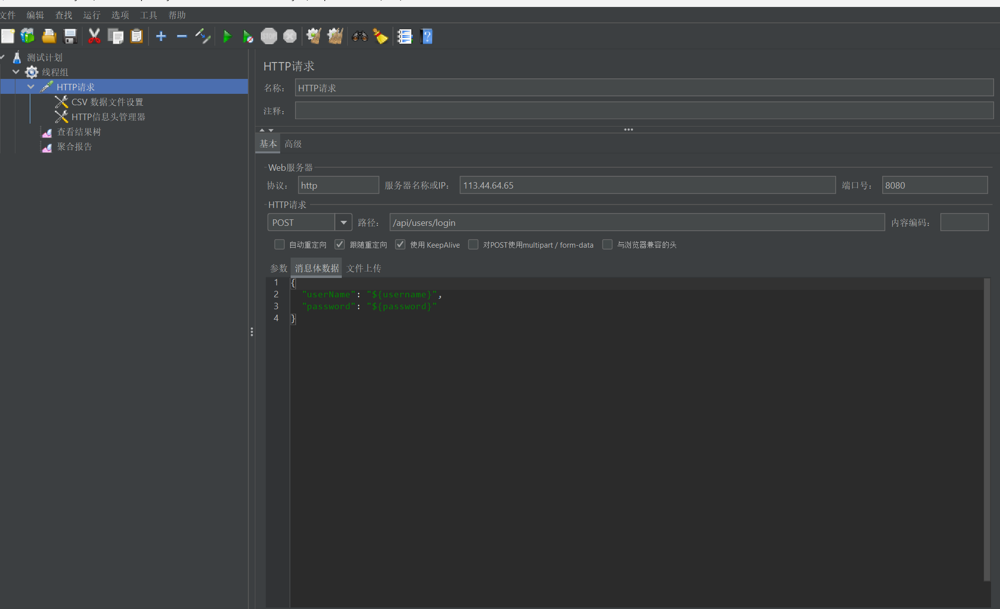 文件 编辑 查找 运行 选项 工具 帮助
STOP
测试计划
线程组
HTTP请求
CSV 数据文件设置
HTTP信息头管理器
查看结果树
聚合报告
HTTP请求
名称： HTTP请求
注释：
基本 高级
Web服务器
协议： http 服务器名称或IP： 113.44.64.65 端口号： 8080
HTTP请求
POST 路径： /api/users/login 内容编码：
自动重定向 跟随重定向 使用 KeepAlive 对POST使用multipart / form-data 与浏览器兼容的头
参数 消息体数据 文件上传
1 {
2 "userName": "${username}",
3 "password": "${password}"
4 }